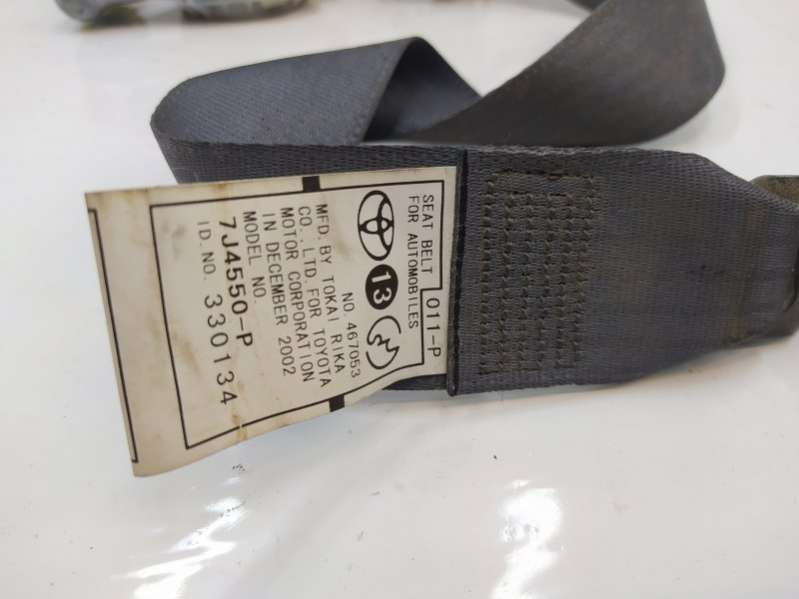 SEAT BELT
FOR AUTOMOBILES
011-P
13
NO. 467053
MFD. BY TOKAI RIKA
CO., LTD. FOR TOYOTA
MOTOR CORPORATION
IN DECEMBER 2002
MODEL NO.
7J4550-P
ID. NO. 330134